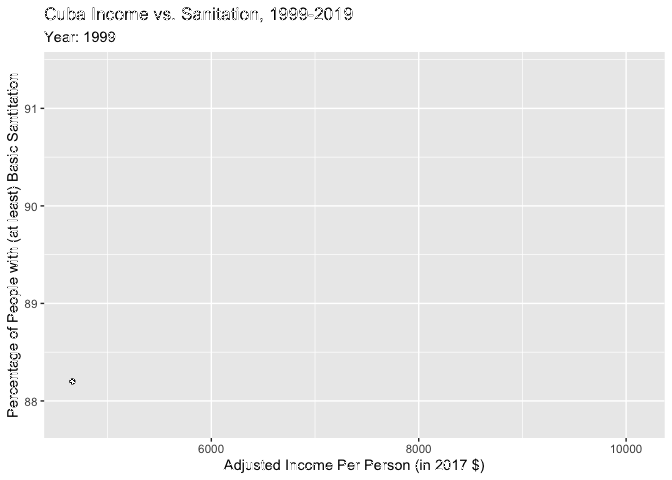 Cuba Income vs. Sanitation, 1999-2019
Year: 1999
Percentage of People with (at least) Basic Santitation
91
90
89
88
6000
8000
10000
Adjusted Income Per Person (in 2017 $)